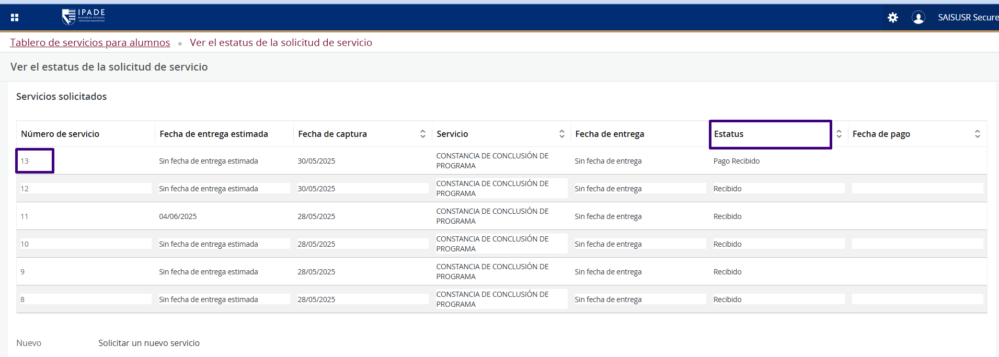 IPADE
BUSINESS SCHOOL
UNIVERSIDAD PANAMERICANA
SAISUSR Secure
Tablero de servicios para alumnos • Ver el estatus de la solicitud de servicio
Ver el estatus de la solicitud de servicio
Servicios solicitados
Número de servicio Fecha de entrega estimada Fecha de captura Servicio Fecha de entrega Estatus Fecha de pago
13 Sin fecha de entrega estimada 30/05/2025 CONSTANCIA DE CONCLUSIÓN DE Sin fecha de entrega Pago Recibido
PROGRAMA
12 Sin fecha de entrega estimada 30/05/2025 CONSTANCIA DE CONCLUSIÓN DE Sin fecha de entrega Recibido
PROGRAMA
11 04/06/2025 28/05/2025 CONSTANCIA DE CONCLUSIÓN DE Sin fecha de entrega Recibido
PROGRAMA
10 Sin fecha de entrega estimada 28/05/2025 CONSTANCIA DE CONCLUSIÓN DE Sin fecha de entrega Recibido
PROGRAMA
9 Sin fecha de entrega estimada 28/05/2025 CONSTANCIA DE CONCLUSIÓN DE Sin fecha de entrega Recibido
PROGRAMA
8 Sin fecha de entrega estimada 28/05/2025 CONSTANCIA DE CONCLUSIÓN DE Sin fecha de entrega Recibido
PROGRAMA
Nuevo Solicitar un nuevo servicio